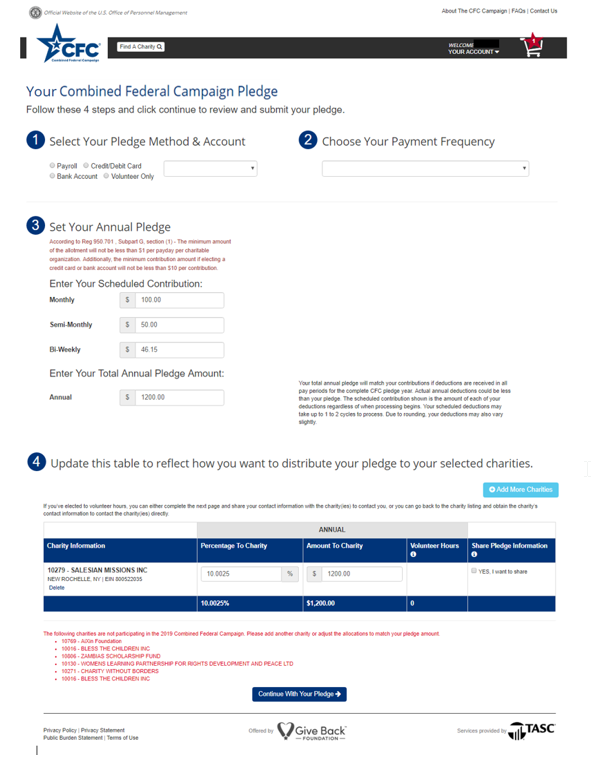 Official Website of the U.S. Office of Personnel Management
About The CFC Campaign | FAQs | Contact Us
CFC
Combined Federal Campaign
Find A Charity
WELCOME
YOUR ACCOUNT
1
Your Combined Federal Campaign Pledge
Follow these 4 steps and click continue to review and submit your pledge.
1 Select Your Pledge Method & Account
2 Choose Your Payment Frequency
Payroll Credit/Debit Card
Bank Account Volunteer Only
3 Set Your Annual Pledge
According to Reg 950.701 , Subpart G, section (1) - The minimum amount
of the allotment will not be less than $1 per payday per charitable
organization. Additionally, the minimum contribution amount if electing a
credit card or bank account will not be less than $10 per contribution.
Enter Your Scheduled Contribution:
Monthly $ 100.00
Semi-Monthly $ 50.00
Bi-Weekly $ 46.15
Enter Your Total Annual Pledge Amount:
Annual $ 1200.00
Your total annual pledge will match your contributions if deductions are received in all
pay periods for the complete CFC pledge year. Actual annual deductions could be less
than your pledge. The scheduled contribution shown is the amount of each of your
deductions regardless of when processing begins. Your scheduled deductions may
take up to 1 to 2 cycles to process. Due to rounding, your deductions may also vary
slightly.
4 Update this table to reflect how you want to distribute your pledge to your selected charities.
Add More Charities
If you've elected to volunteer hours, you can either complete the next page and share your contact information with the charity(ies) to contact you, or you can go back to the charity listing and obtain the charity's
contact information to contact the charity(ies) directly.
ANNUAL
Charity Information Percentage To Charity Amount To Charity Volunteer Hours Share Pledge Information
10279 - SALESIAN MISSIONS INC
NEW ROCHELLE, NY | EIN 800522035
Delete
10.0025 % $ 1200.00 YES, I want to share
10.0025% $1,200.00 0
The following charities are not participating in the 2019 Combined Federal Campaign. Please add another charity or adjust the allocations to match your pledge amount.
10769 - AiXin Foundation
10016 - BLESS THE CHILDREN INC
10806 - ZAMBIAS SCHOLARSHIP FUND
10130 - WOMENS LEARNING PARTNERSHIP FOR RIGHTS DEVELOPMENT AND PEACE LTD
10271 - CHARITY WITHOUT BORDERS
10016 - BLESS THE CHILDREN INC
Continue With Your Pledge
Privacy Policy | Privacy Statement
Public Burden Statement | Terms of Use
Offered by Give Back
FOUNDATION
Services provided by TASC